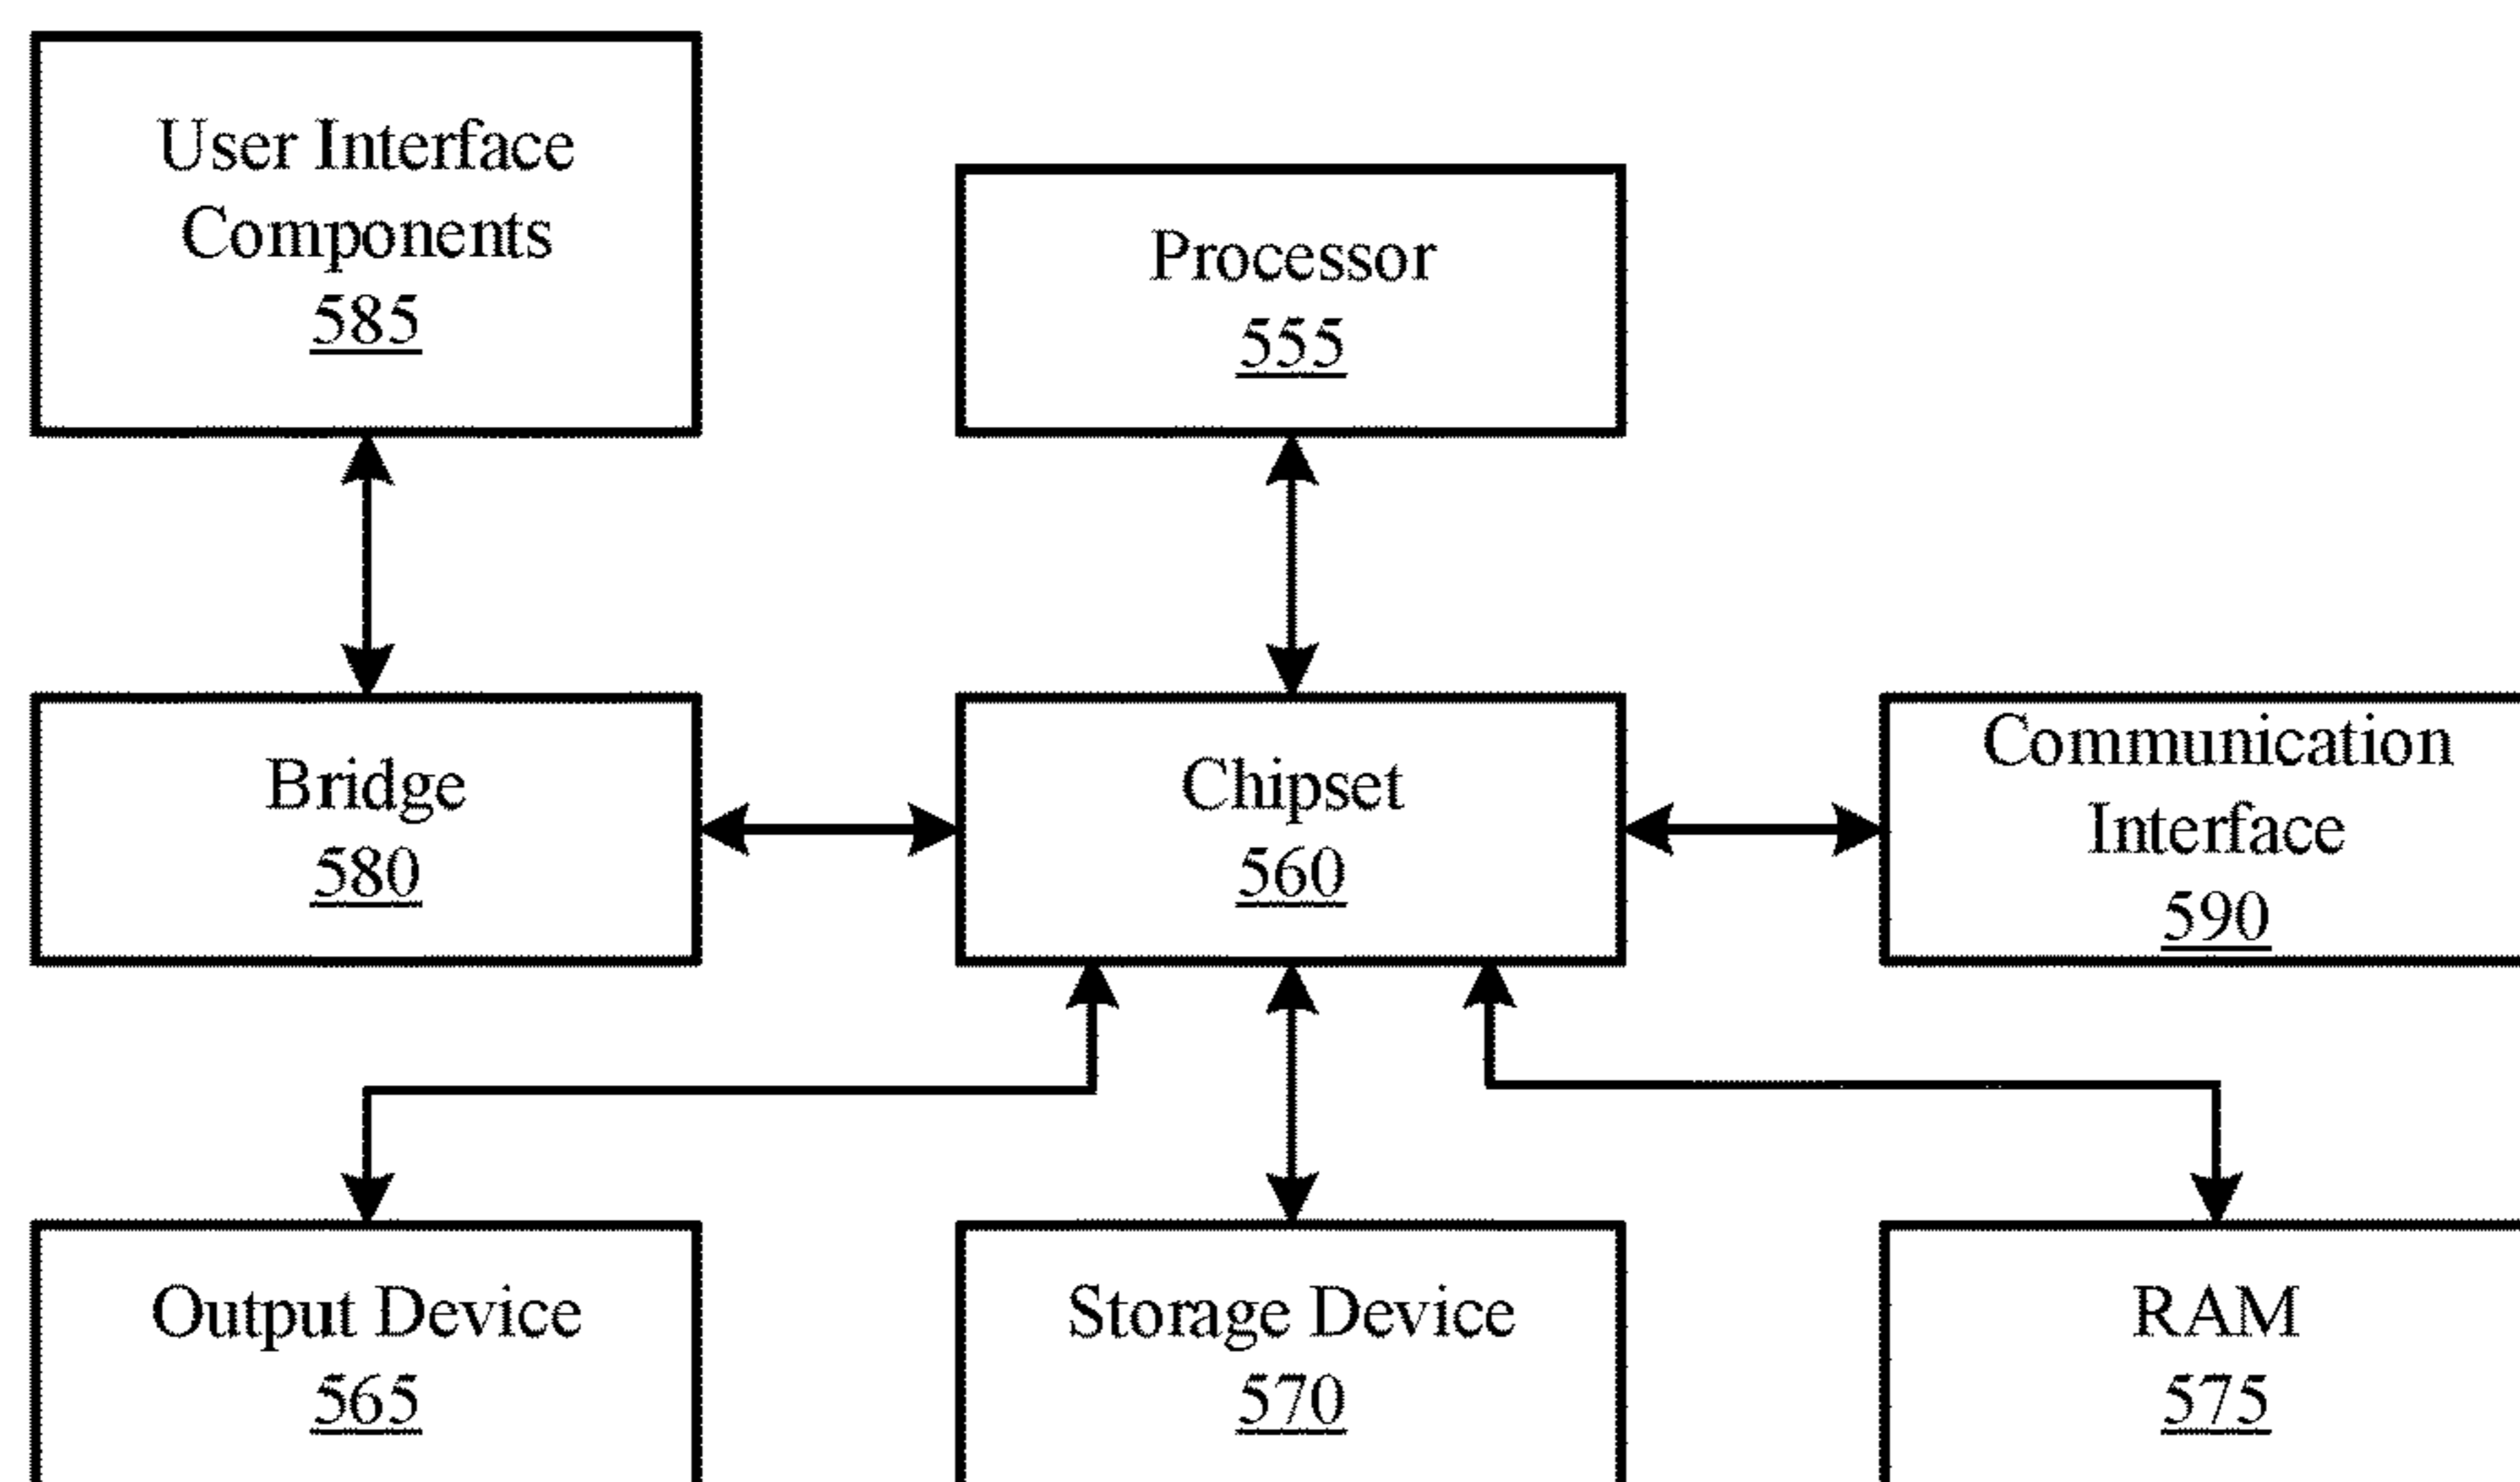 User Interface
Components
585
Processor
555
Bridge
580
Chipset
560
Communication
Interface
590
Output Device
565
Storage Device
570
RAM
575